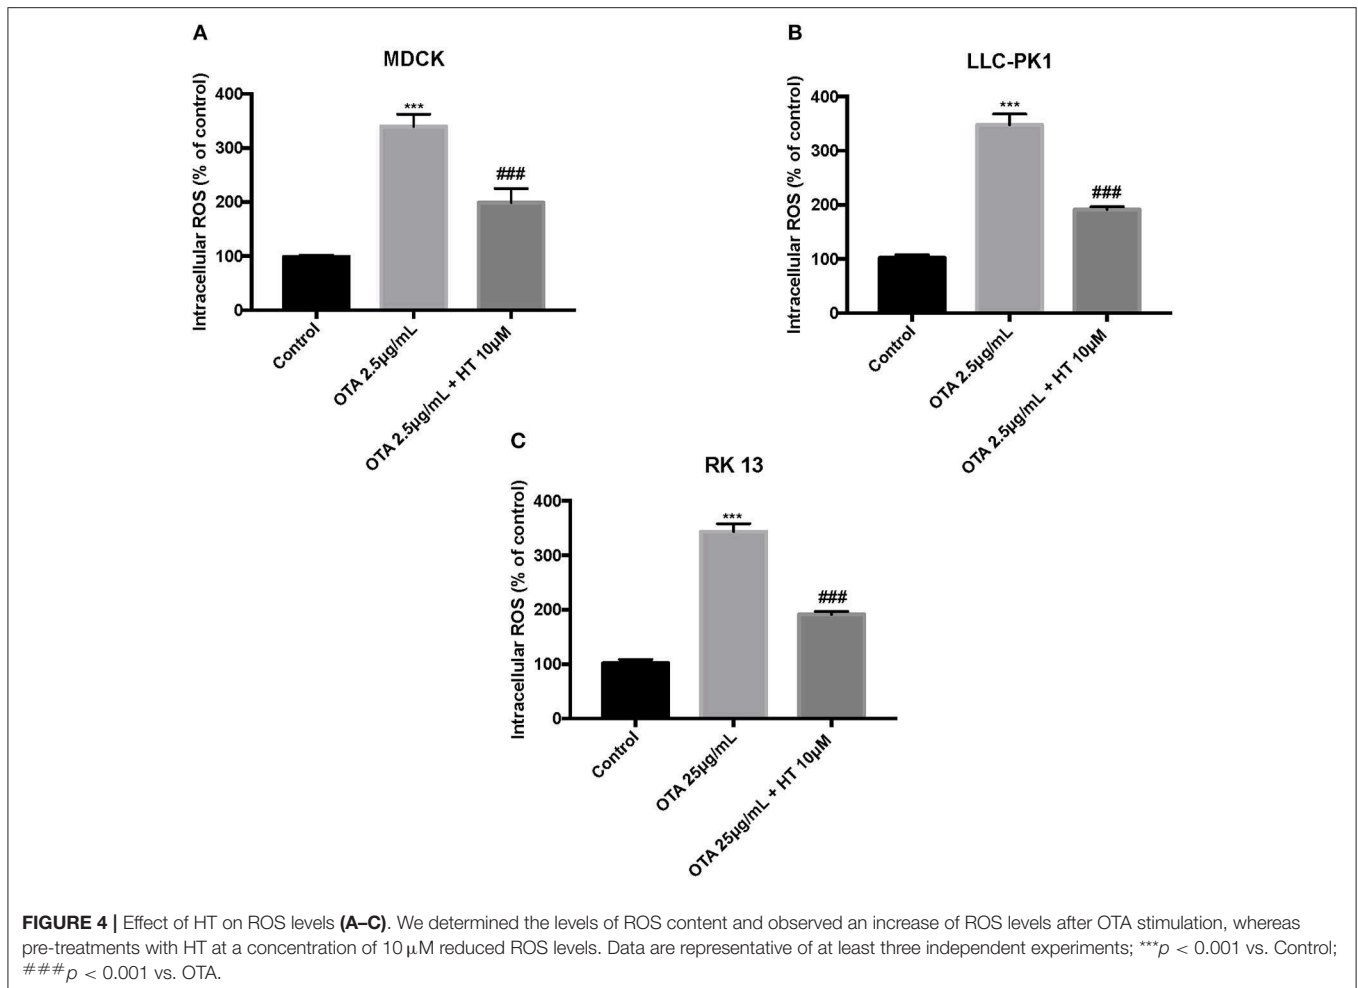 A
MDCK
Intracellular ROS (% of control)
400
300
200
100
0
***
###
Control
OTA 2.5µg/mL
OTA 2.5µg/mL + HT 10µM
B
LLC-PK1
Intracellular ROS (% of control)
400
300
200
100
0
***
###
Control
OTA 2.5µg/mL
OTA 2.5µg/mL + HT 10µM
C
RK 13
Intracellular ROS (% of control)
400
300
200
100
0
***
###
Control
OTA 25µg/mL
OTA 25µg/mL + HT 10µM
FIGURE 4 | Effect of HT on ROS levels (A–C). We determined the levels of ROS content and observed an increase of ROS levels after OTA stimulation, whereas
pre-treatments with HT at a concentration of 10 µM reduced ROS levels. Data are representative of at least three independent experiments; ***p < 0.001 vs. Control;
###p < 0.001 vs. OTA.